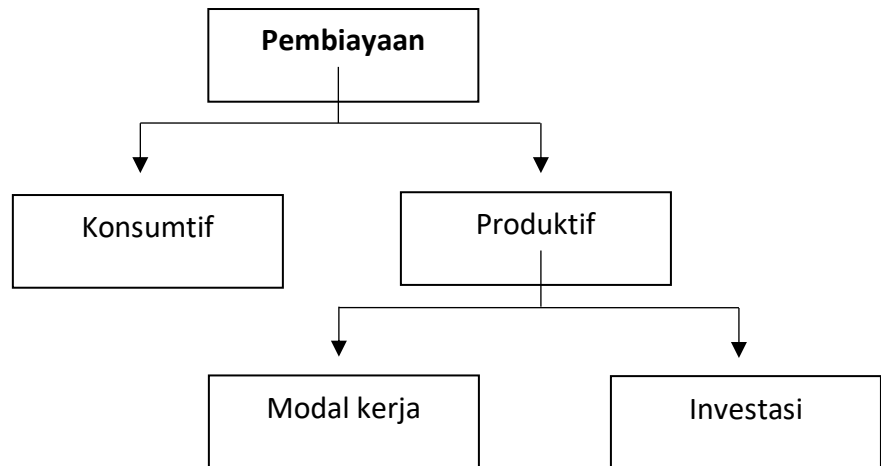 Pembiayaan
Konsumtif
Produktif
Modal kerja
Investasi